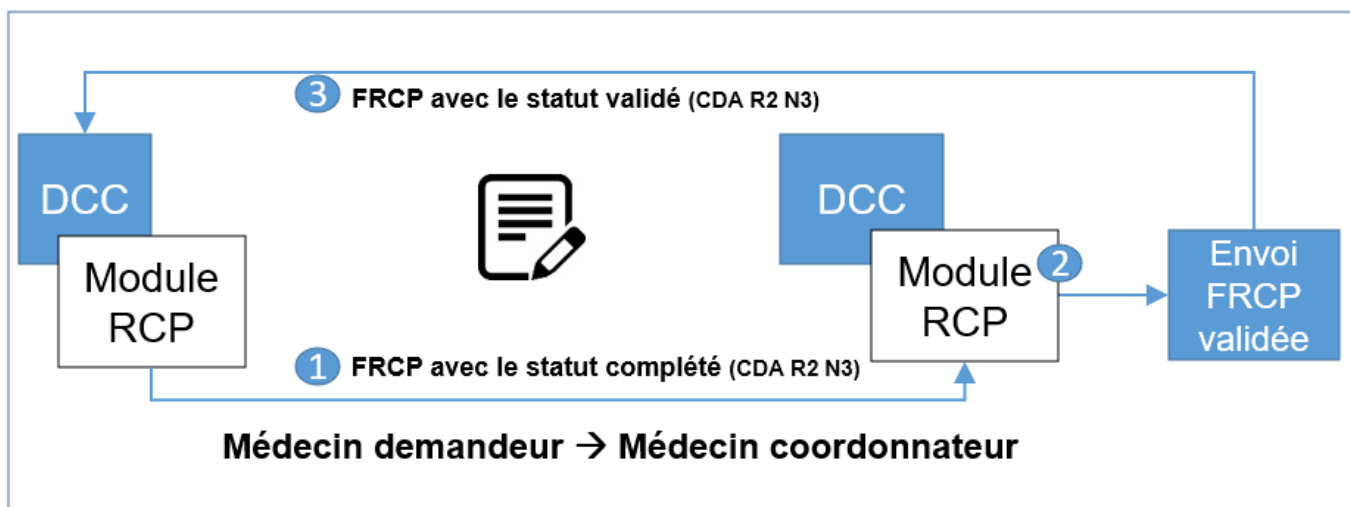 3 FRCP avec le statut validé (CDA R2 N3)
DCC
Module
RCP
DCC
Module
RCP
2
Envoi
FRCP
validée
1 FRCP avec le statut complété (CDA R2 N3)
Médecin demandeur → Médecin coordonnateur